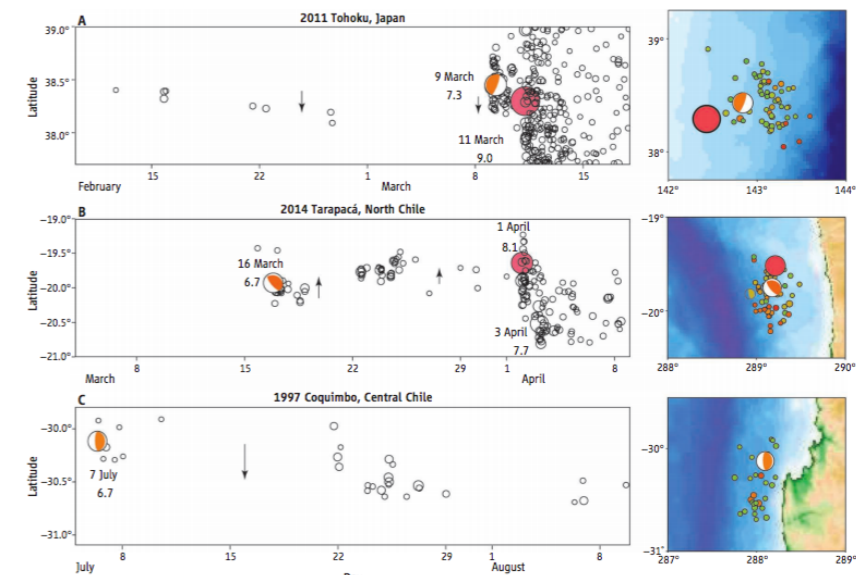 A
2011 Tohoku, Japan
39.0°
38.5°
38.0°
Latitude
9 March
7.3
11 March
9.0
15
22
1
8
15
February
March
39°
38°
142°
143°
144°
B
2014 Tarapacá, North Chile
−19.0°
−19.5°
−20.0°
−20.5°
−21.0°
Latitude
16 March
6.7
1 April
8.1
3 April
7.7
8
15
22
29
1
8
March
April
−19°
−20°
288°
289°
290°
C
1997 Coquimbo, Central Chile
−30.0°
−30.5°
−31.0°
Latitude
7 July
6.7
8
15
22
29
1
8
July
August
−30°
−31°
287°
288°
289°